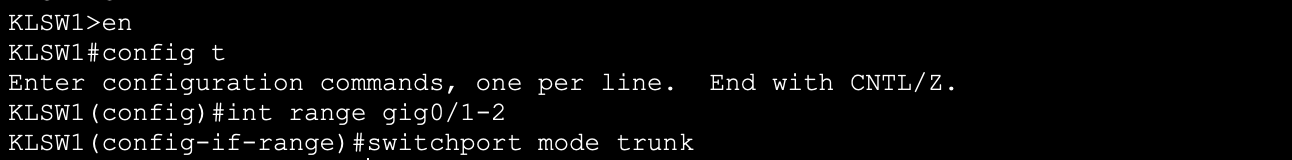 KLSW1>en
KLSW1#config t
Enter configuration commands, one per line.  End with CNTL/Z.
KLSW1(config)#int range gig0/1-2
KLSW1(config-if-range)#switchport mode trunk